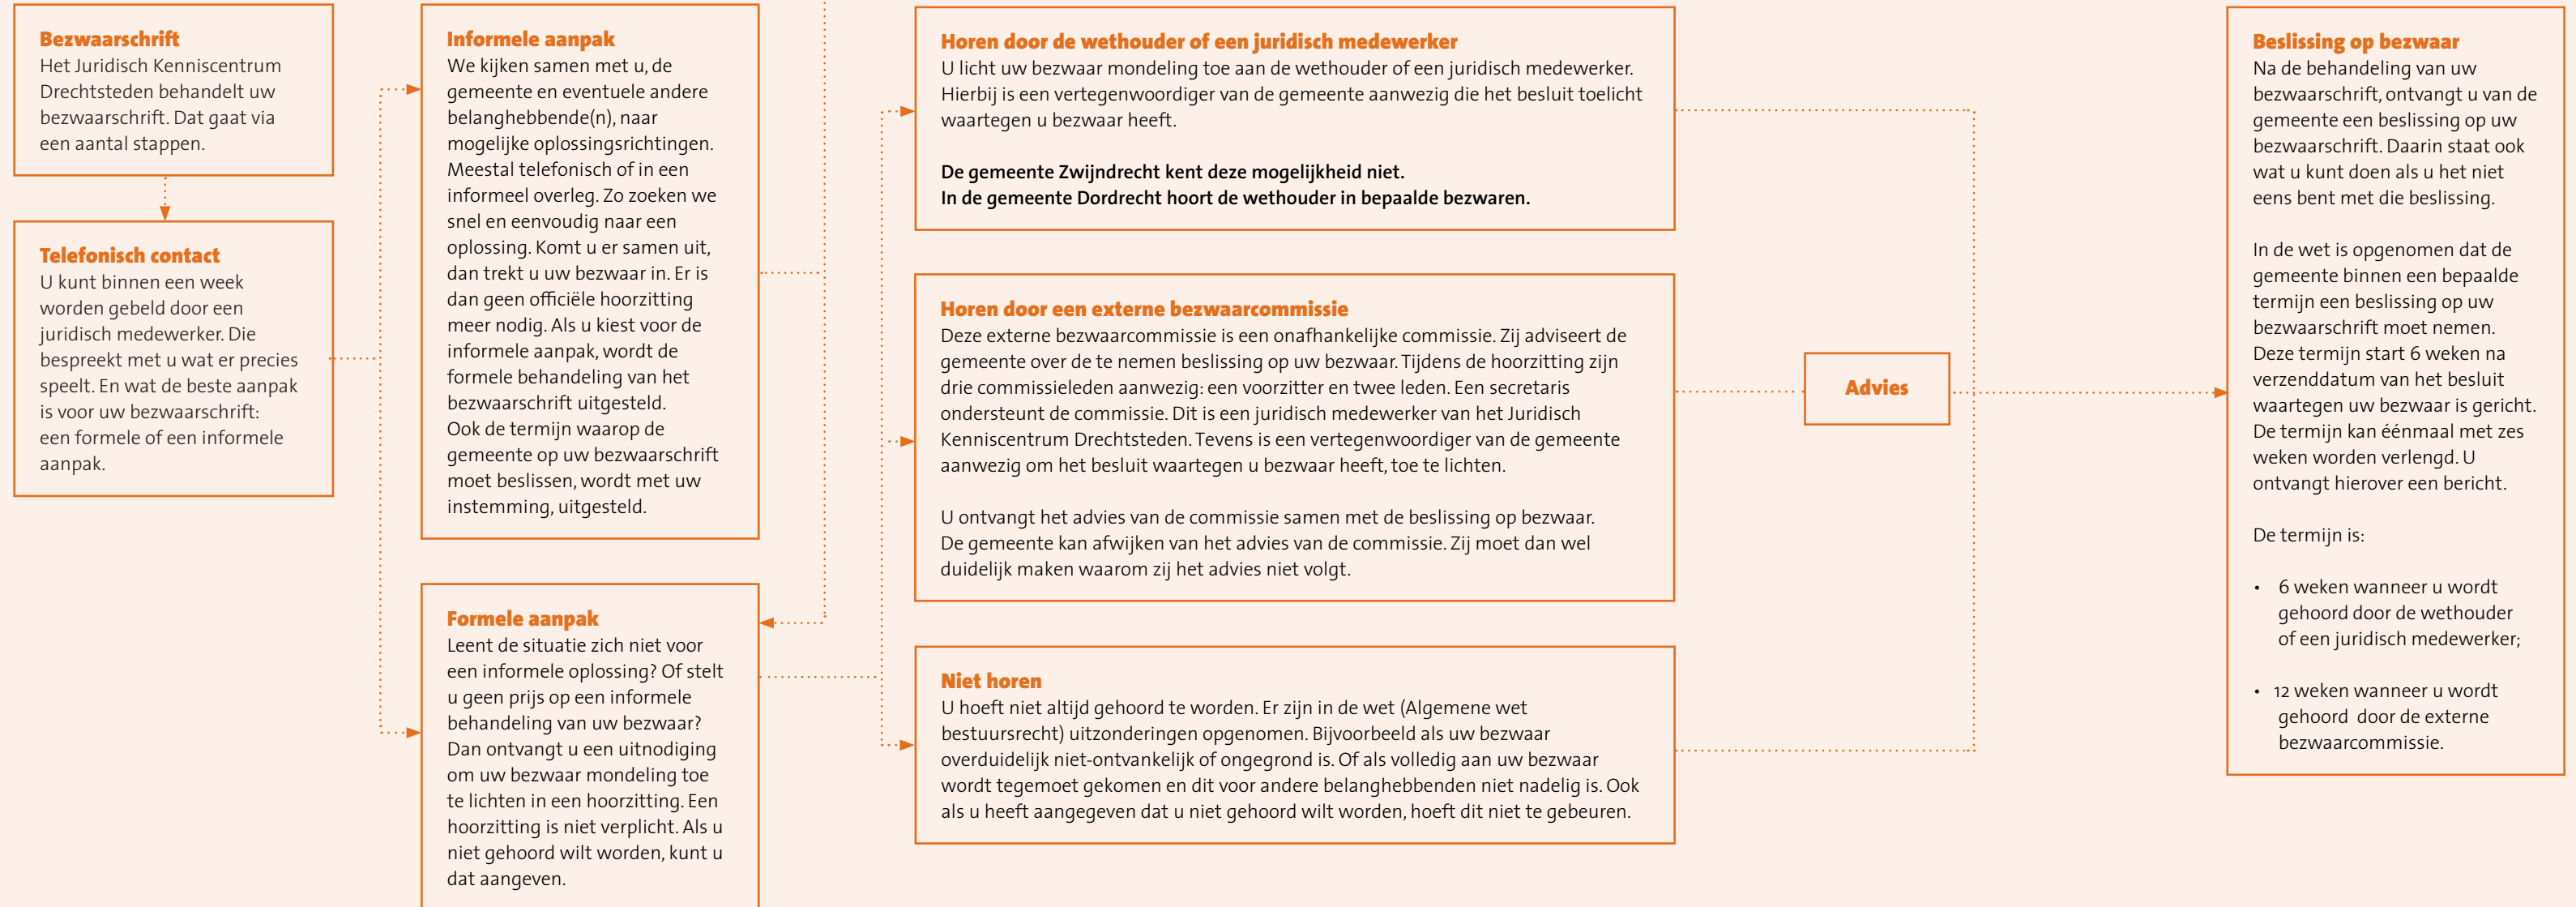 Bezwaarschrift
Het Juridisch Kenniscentrum
Drechtsteden behandelt uw
bezwaarschrift. Dat gaat via
een aantal stappen.
Telefonisch contact
U kunt binnen een week
worden gebeld door een
juridisch medewerker. Die
bespreekt met u wat er precies
speelt. En wat de beste aanpak
is voor uw bezwaarschrift:
een formele of een informele
aanpak.
Informele aanpak
We kijken samen met u, de
gemeente en eventuele andere
belanghebbende(n), naar
mogelijke oplossingsrichtingen.
Meestal telefonisch of in een
informeel overleg. Zo zoeken we
snel en eenvoudig naar een
oplossing. Komt u er samen uit,
dan trekt u uw bezwaar in. Er is
dan geen officiële hoorzitting
meer nodig. Als u kiest voor de
informele aanpak, wordt de
formele behandeling van het
bezwaarschrift uitgesteld.
Ook de termijn waarop de
gemeente op uw bezwaarschrift
moet beslissen, wordt met uw
instemming, uitgesteld.
Formele aanpak
Leent de situatie zich niet voor
een informele oplossing? Of stelt
u geen prijs op een informele
behandeling van uw bezwaar?
Dan ontvangt u een uitnodiging
om uw bezwaar mondeling toe
te lichten in een hoorzitting. Een
hoorzitting is niet verplicht. Als u
niet gehoord wilt worden, kunt u
dat aangeven.
Horen door de wethouder of een juridisch medewerker
U licht uw bezwaar mondeling toe aan de wethouder of een juridisch medewerker.
Hierbij is een vertegenwoordiger van de gemeente aanwezig die het besluit toelicht
waartegen u bezwaar heeft.
De gemeente Zwijndrecht kent deze mogelijkheid niet.
In de gemeente Dordrecht hoort de wethouder in bepaalde bezwaren.
Horen door een externe bezwaarcommissie
Deze externe bezwaarcommissie is een onafhankelijke commissie. Zij adviseert de
gemeente over de te nemen beslissing op uw bezwaar. Tijdens de hoorzitting zijn
drie commissieleden aanwezig: een voorzitter en twee leden. Een secretaris
ondersteunt de commissie. Dit is een juridisch medewerker van het Juridisch
Kenniscentrum Drechtsteden. Tevens is een vertegenwoordiger van de gemeente
aanwezig om het besluit waartegen u bezwaar heeft, toe te lichten.
U ontvangt het advies van de commissie samen met de beslissing op bezwaar.
De gemeente kan afwijken van het advies van de commissie. Zij moet dan wel
duidelijk maken waarom zij het advies niet volgt.
Niet horen
U hoeft niet altijd gehoord te worden. Er zijn in de wet (Algemene wet
bestuursrecht) uitzonderingen opgenomen. Bijvoorbeeld als uw bezwaar
overduidelijk niet-ontvankelijk of ongegrond is. Of als volledig aan uw bezwaar
wordt tegemoet gekomen en dit voor andere belanghebbenden niet nadelig is. Ook
als u heeft aangegeven dat u niet gehoord wilt worden, hoeft dit niet te gebeuren.
Advies
Beslissing op bezwaar
Na de behandeling van uw
bezwaarschrift, ontvangt u van de
gemeente een beslissing op uw
bezwaarschrift. Daarin staat ook
wat u kunt doen als u het niet
eens bent met die beslissing.
In de wet is opgenomen dat de
gemeente binnen een bepaalde
termijn een beslissing op uw
bezwaarschrift moet nemen.
Deze termijn start 6 weken na
verzenddatum van het besluit
waartegen uw bezwaar is gericht.
De termijn kan éénmaal met zes
weken worden verlengd. U
ontvangt hierover een bericht.
De termijn is:
• 6 weken wanneer u wordt
gehoord door de wethouder
of een juridisch medewerker;
• 12 weken wanneer u wordt
gehoord door de externe
bezwaarcommissie.